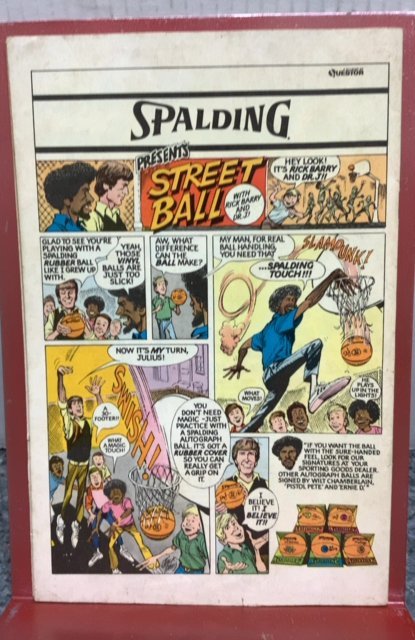 QUESTOR
SPALDING
PRESENTS
STREET
BALL
WITH
RICK BARRY
AND
DR.J!
HEY LOOK!
IT'S RICK BARRY
AND DR.J!!
GLAD TO SEE YOU'RE
PLAYING WITH A
SPALDING
RUBBER BALL
LIKE I GREW UP
WITH.
YEAH,
THOSE
VINYL
BALLS ARE
JUST TOO
SLICK!
AW, WHAT
DIFFERENCE
CAN THE
BALL MAKE?
MY MAN, FOR REAL
BALL HANDLING,
YOU NEED THAT
...SPALDING
TOUCH!!!
SLAMMDUNK!
WHAT
MOVES!
PLAYS
UP IN THE
LIGHTS!
NOW IT'S MY TURN,
JULIUS!
FOOTER!!
WHAT
A MAGIC
TOUCH!
SWISH!!
YOU
DON'T NEED
MAGIC - JUST
PRACTICE WITH
A SPALDING
AUTOGRAPH
BALL. IT'S GOT A
RUBBER COVER
SO YOU CAN
REALLY GET
A GRIP ON
IT.
I
BELIEVE
IT! I
BELIEVE
IT!!
"IF YOU WANT THE BALL
WITH THE SURE-HANDED
FEEL, LOOK FOR OUR
SIGNATURES AT YOUR
SPORTING GOODS DEALER.
OTHER AUTOGRAPH BALLS ARE
SIGNED BY WILT CHAMBERLAIN,
"PISTOL PETE" AND "ERNIE D."